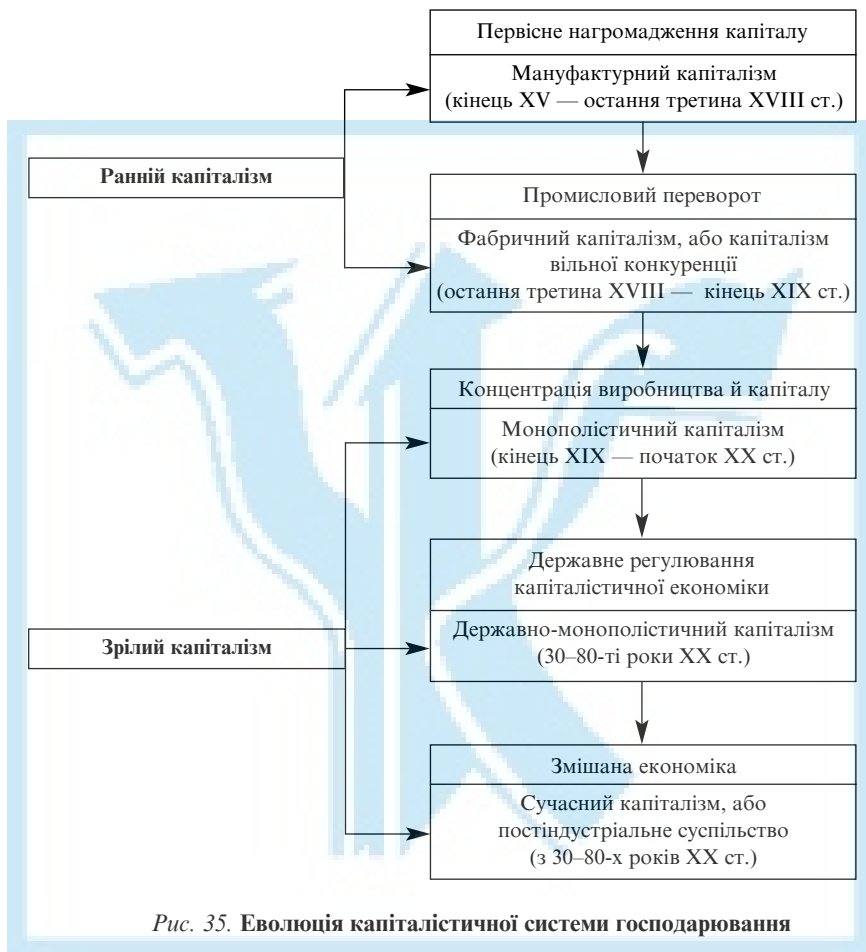 Первісне нагромадження капіталу
Мануфактурний капіталізм
(кінець XV — остання третина XVIII ст.)
Ранній капіталізм
Промисловий переворот
Фабричний капіталізм, або капіталізм
вільної конкуренції
(остання третина XVIII — кінець XIX ст.)
Концентрація виробництва й капіталу
Монополістичний капіталізм
(кінець XIX — початок XX ст.)
Державне регулювання
капіталістичної економіки
Зрілий капіталізм
Державно-монополістичний капіталізм
(30–80-ті роки XX ст.)
Змішана економіка
Сучасний капіталізм, або
постіндустріальне суспільство
(з 30–80-х років XX ст.)
Рис. 35. Еволюція капіталістичної системи господарювання